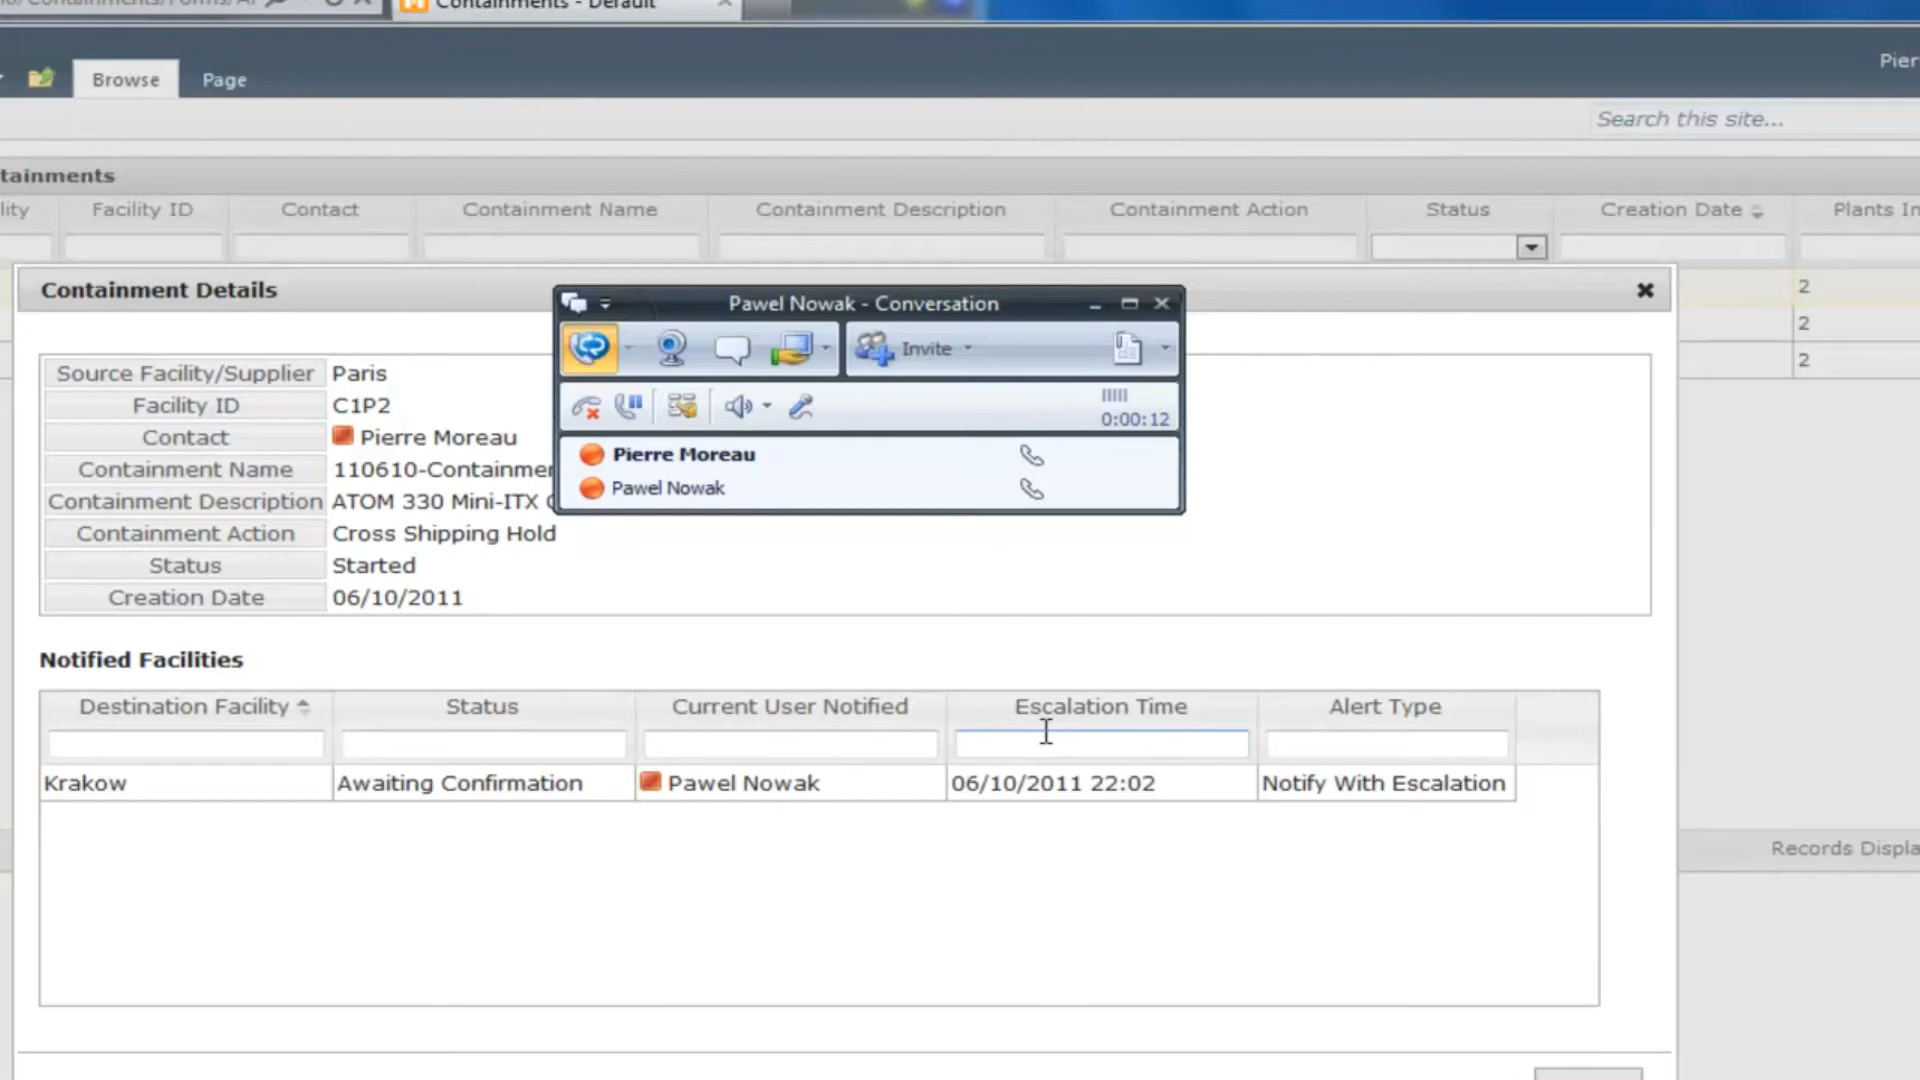 Containments - Default
Browse
Page
Search this site...
tainments
lity
Facility ID
Contact
Containment Name
Containment Description
Containment Action
Status
Creation Date
Plants In
2
2
2
Containment Details
Pawel Nowak - Conversation
Invite
0:00:12
Pierre Moreau
Pawel Nowak
Source Facility/Supplier Paris
Facility ID C1P2
Contact Pierre Moreau
Containment Name 110610-Containmen
Containment Description ATOM 330 Mini-ITX
Containment Action Cross Shipping Hold
Status Started
Creation Date 06/10/2011
Notified Facilities
Destination Facility Status Current User Notified Escalation Time Alert Type
Krakow Awaiting Confirmation Pawel Nowak 06/10/2011 22:02 Notify With Escalation
Records Displa